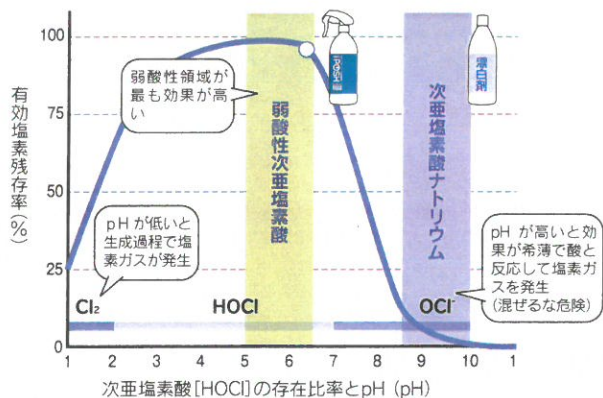 100
75
50
25
0
有効塩素残存率(%)
弱酸性領域が
最も効果が高
い
pHが低いと
生成過程で塩
素ガスが発生
弱酸性次亜塩素酸
次亜塩素酸ナトリウム
漂白剤
pHが高いと効
果が希薄で酸と
反応して塩素ガ
スを発生
(混ぜるな危険)
Cl₂
HOCl
OCl⁻
1 2 3 4 5 6 7 8 9 10 1
次亜塩素酸[HOCl]の存在比率とpH (pH)